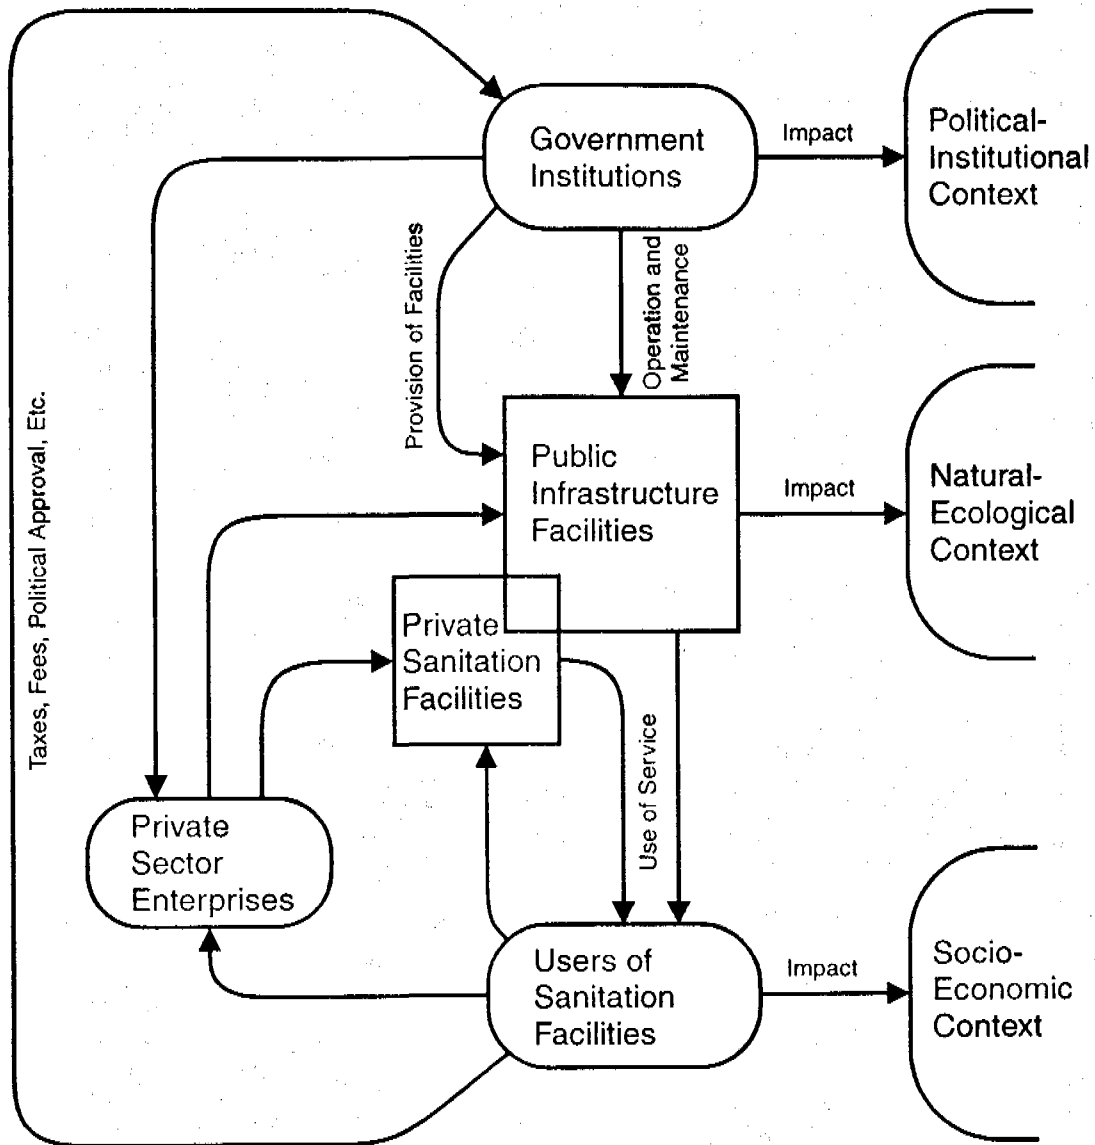 Government
Institutions
Impact
Political-
Institutional
Context
Provision of Facilities
Operation and
Maintenance
Taxes, Fees, Political Approval, Etc.
Public
Infrastructure
Facilities
Impact
Natural-
Ecological
Context
Private
Sanitation
Facilities
Use of Service
Private
Sector
Enterprises
Users of
Sanitation
Facilities
Impact
Socio-
Economic
Context